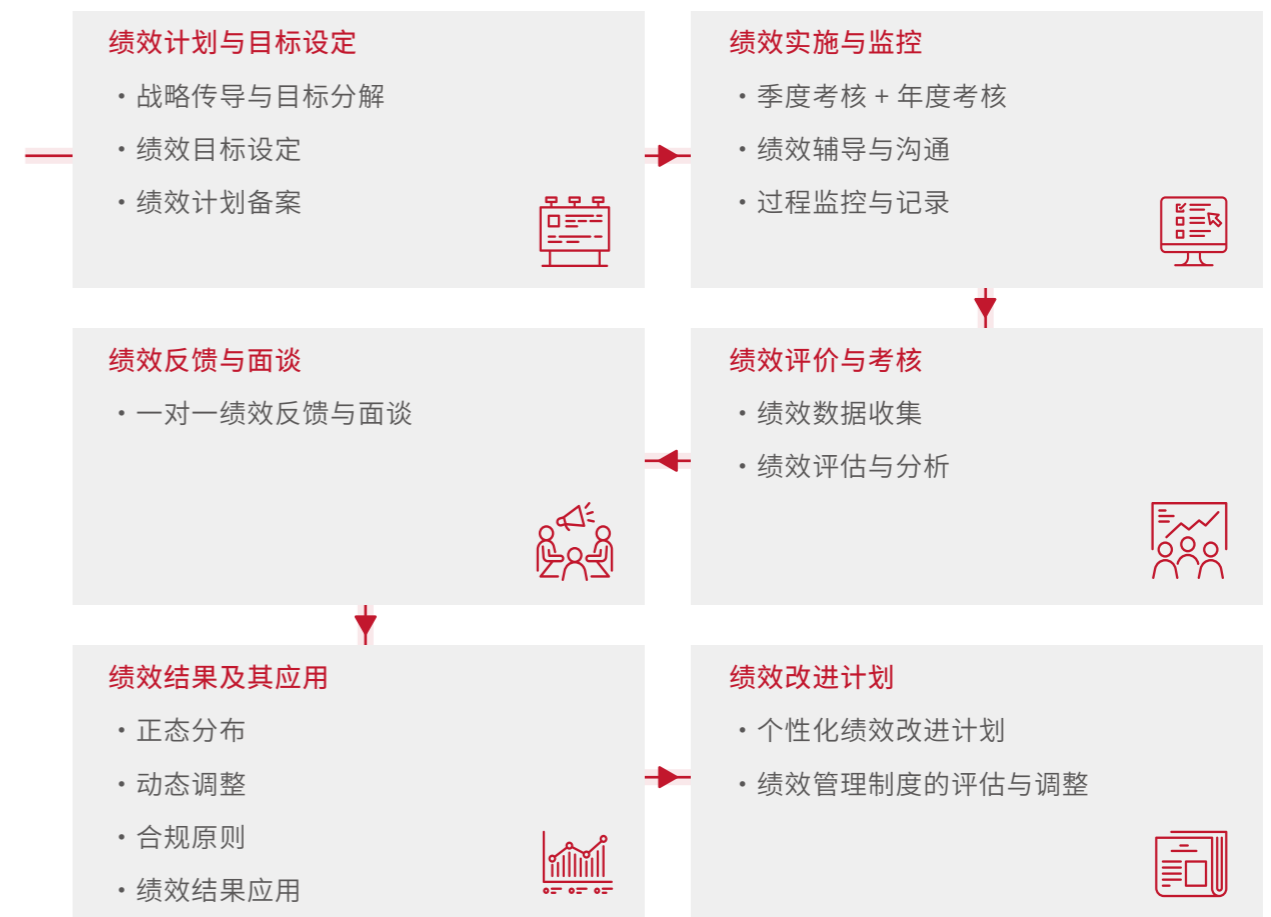 绩效计划与目标设定
・战略传导与目标分解
・绩效目标设定
・绩效计划备案
绩效实施与监控
・季度考核 + 年度考核
・绩效辅导与沟通
・过程监控与记录
绩效评价与考核
・绩效数据收集
・绩效评估与分析
绩效反馈与面谈
・一对一绩效反馈与面谈
绩效结果及其应用
・正态分布
・动态调整
・合规原则
・绩效结果应用
绩效改进计划
・个性化绩效改进计划
・绩效管理制度的评估与调整